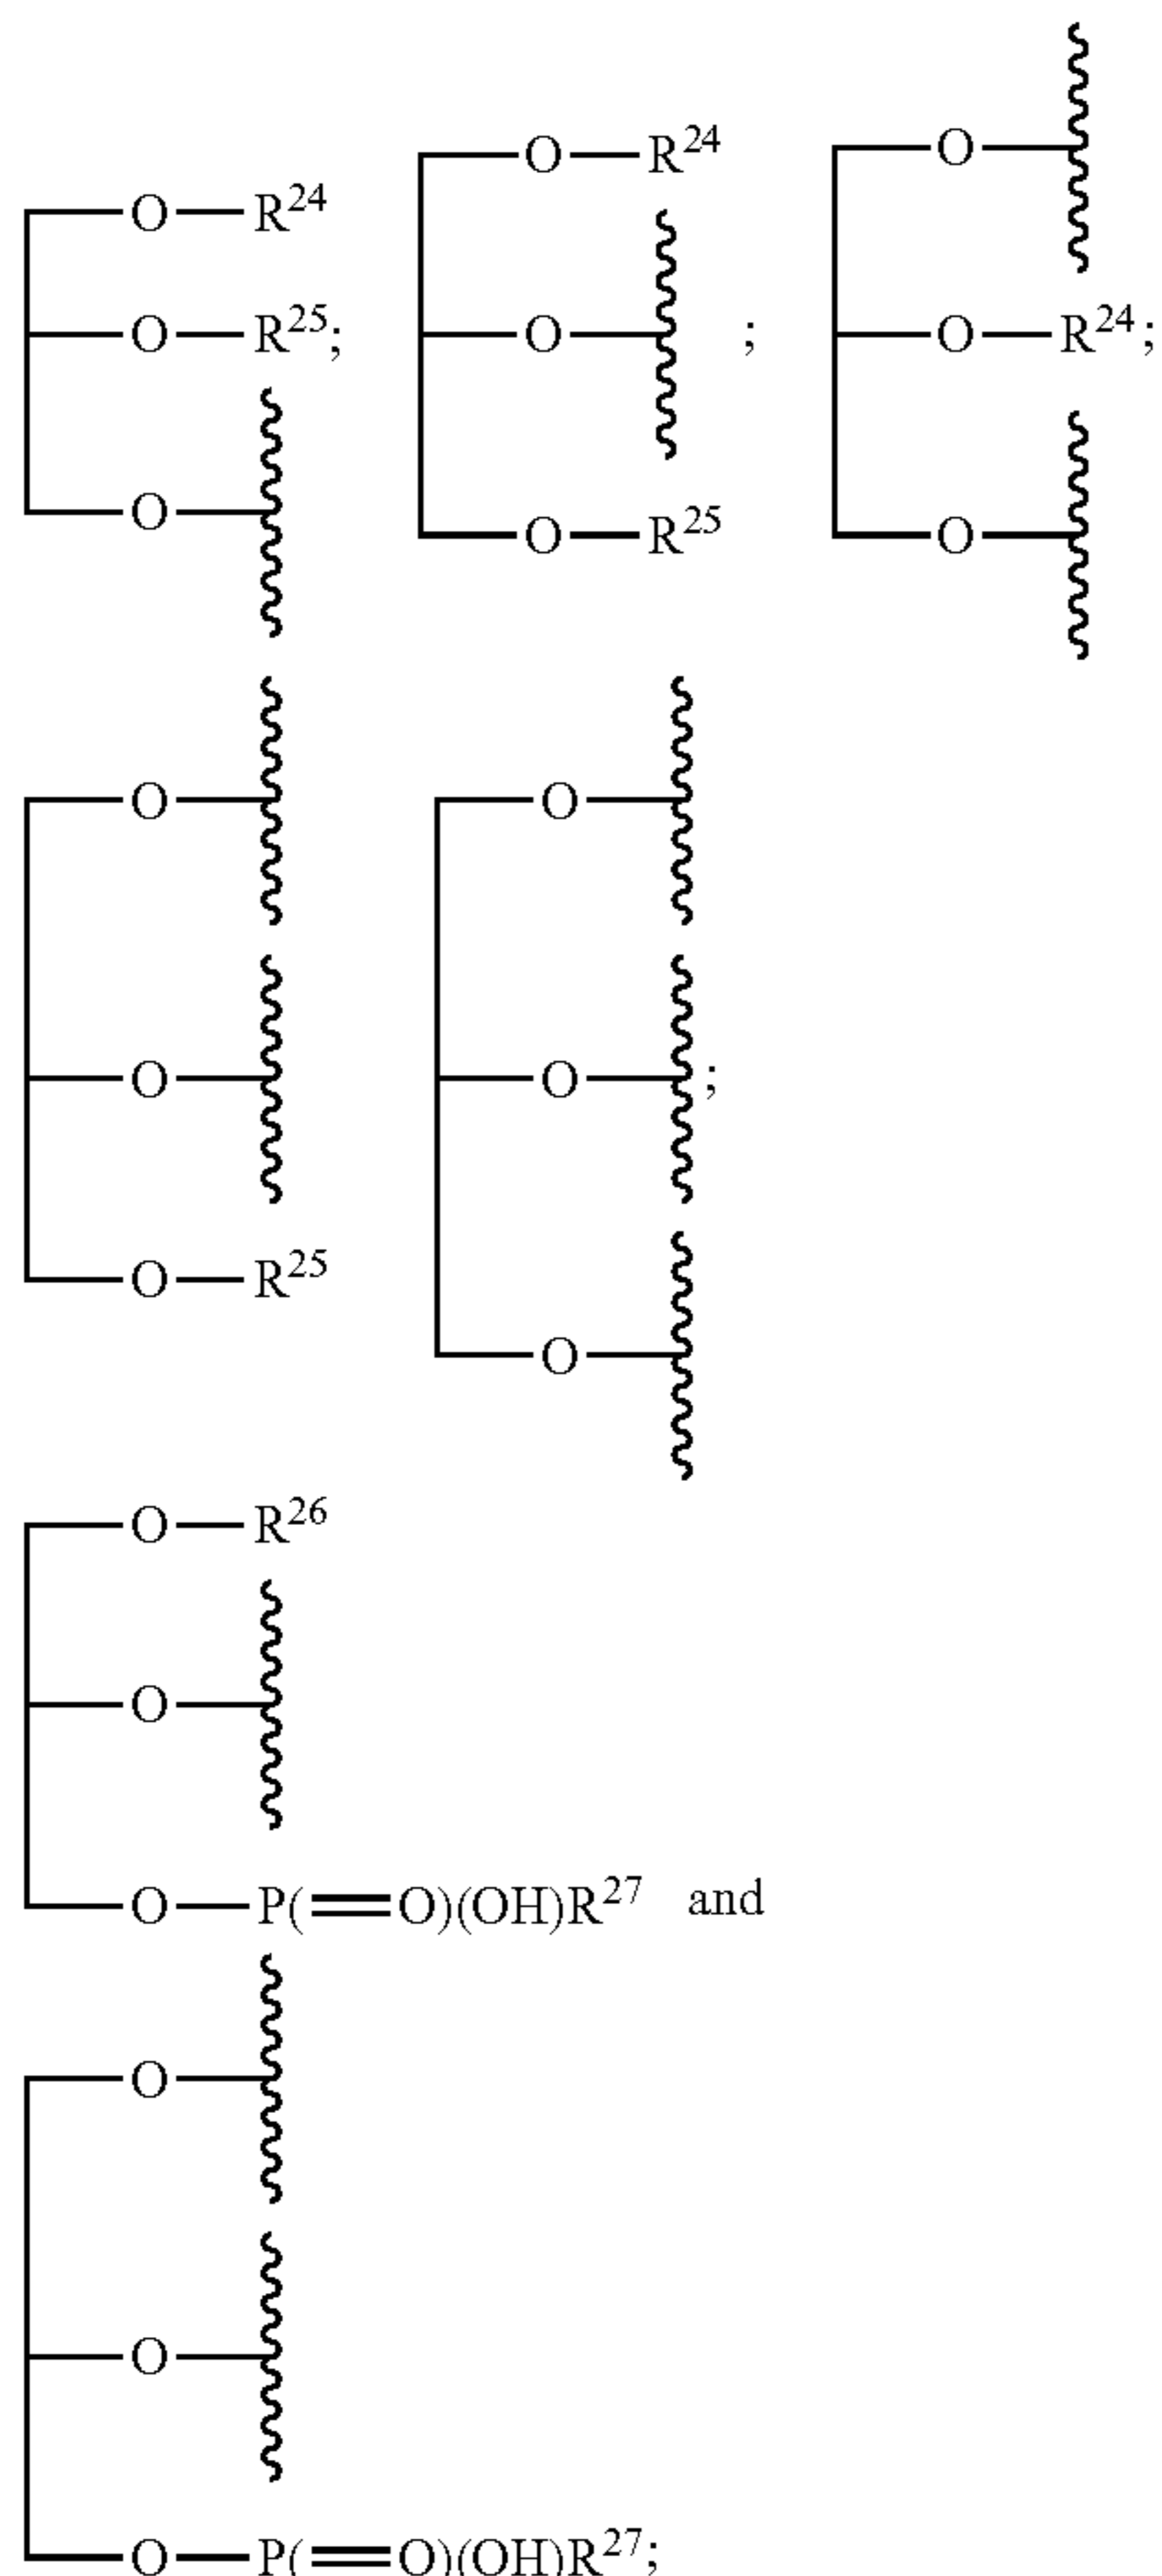 O—R24 O—R24 O
O—R25; O ; O—R24;
O O—R25 O
O O
O O ;
O—R25 O
O—R26
O
O—P(=O)(OH)R27 and
O
O
O—P(=O)(OH)R27;